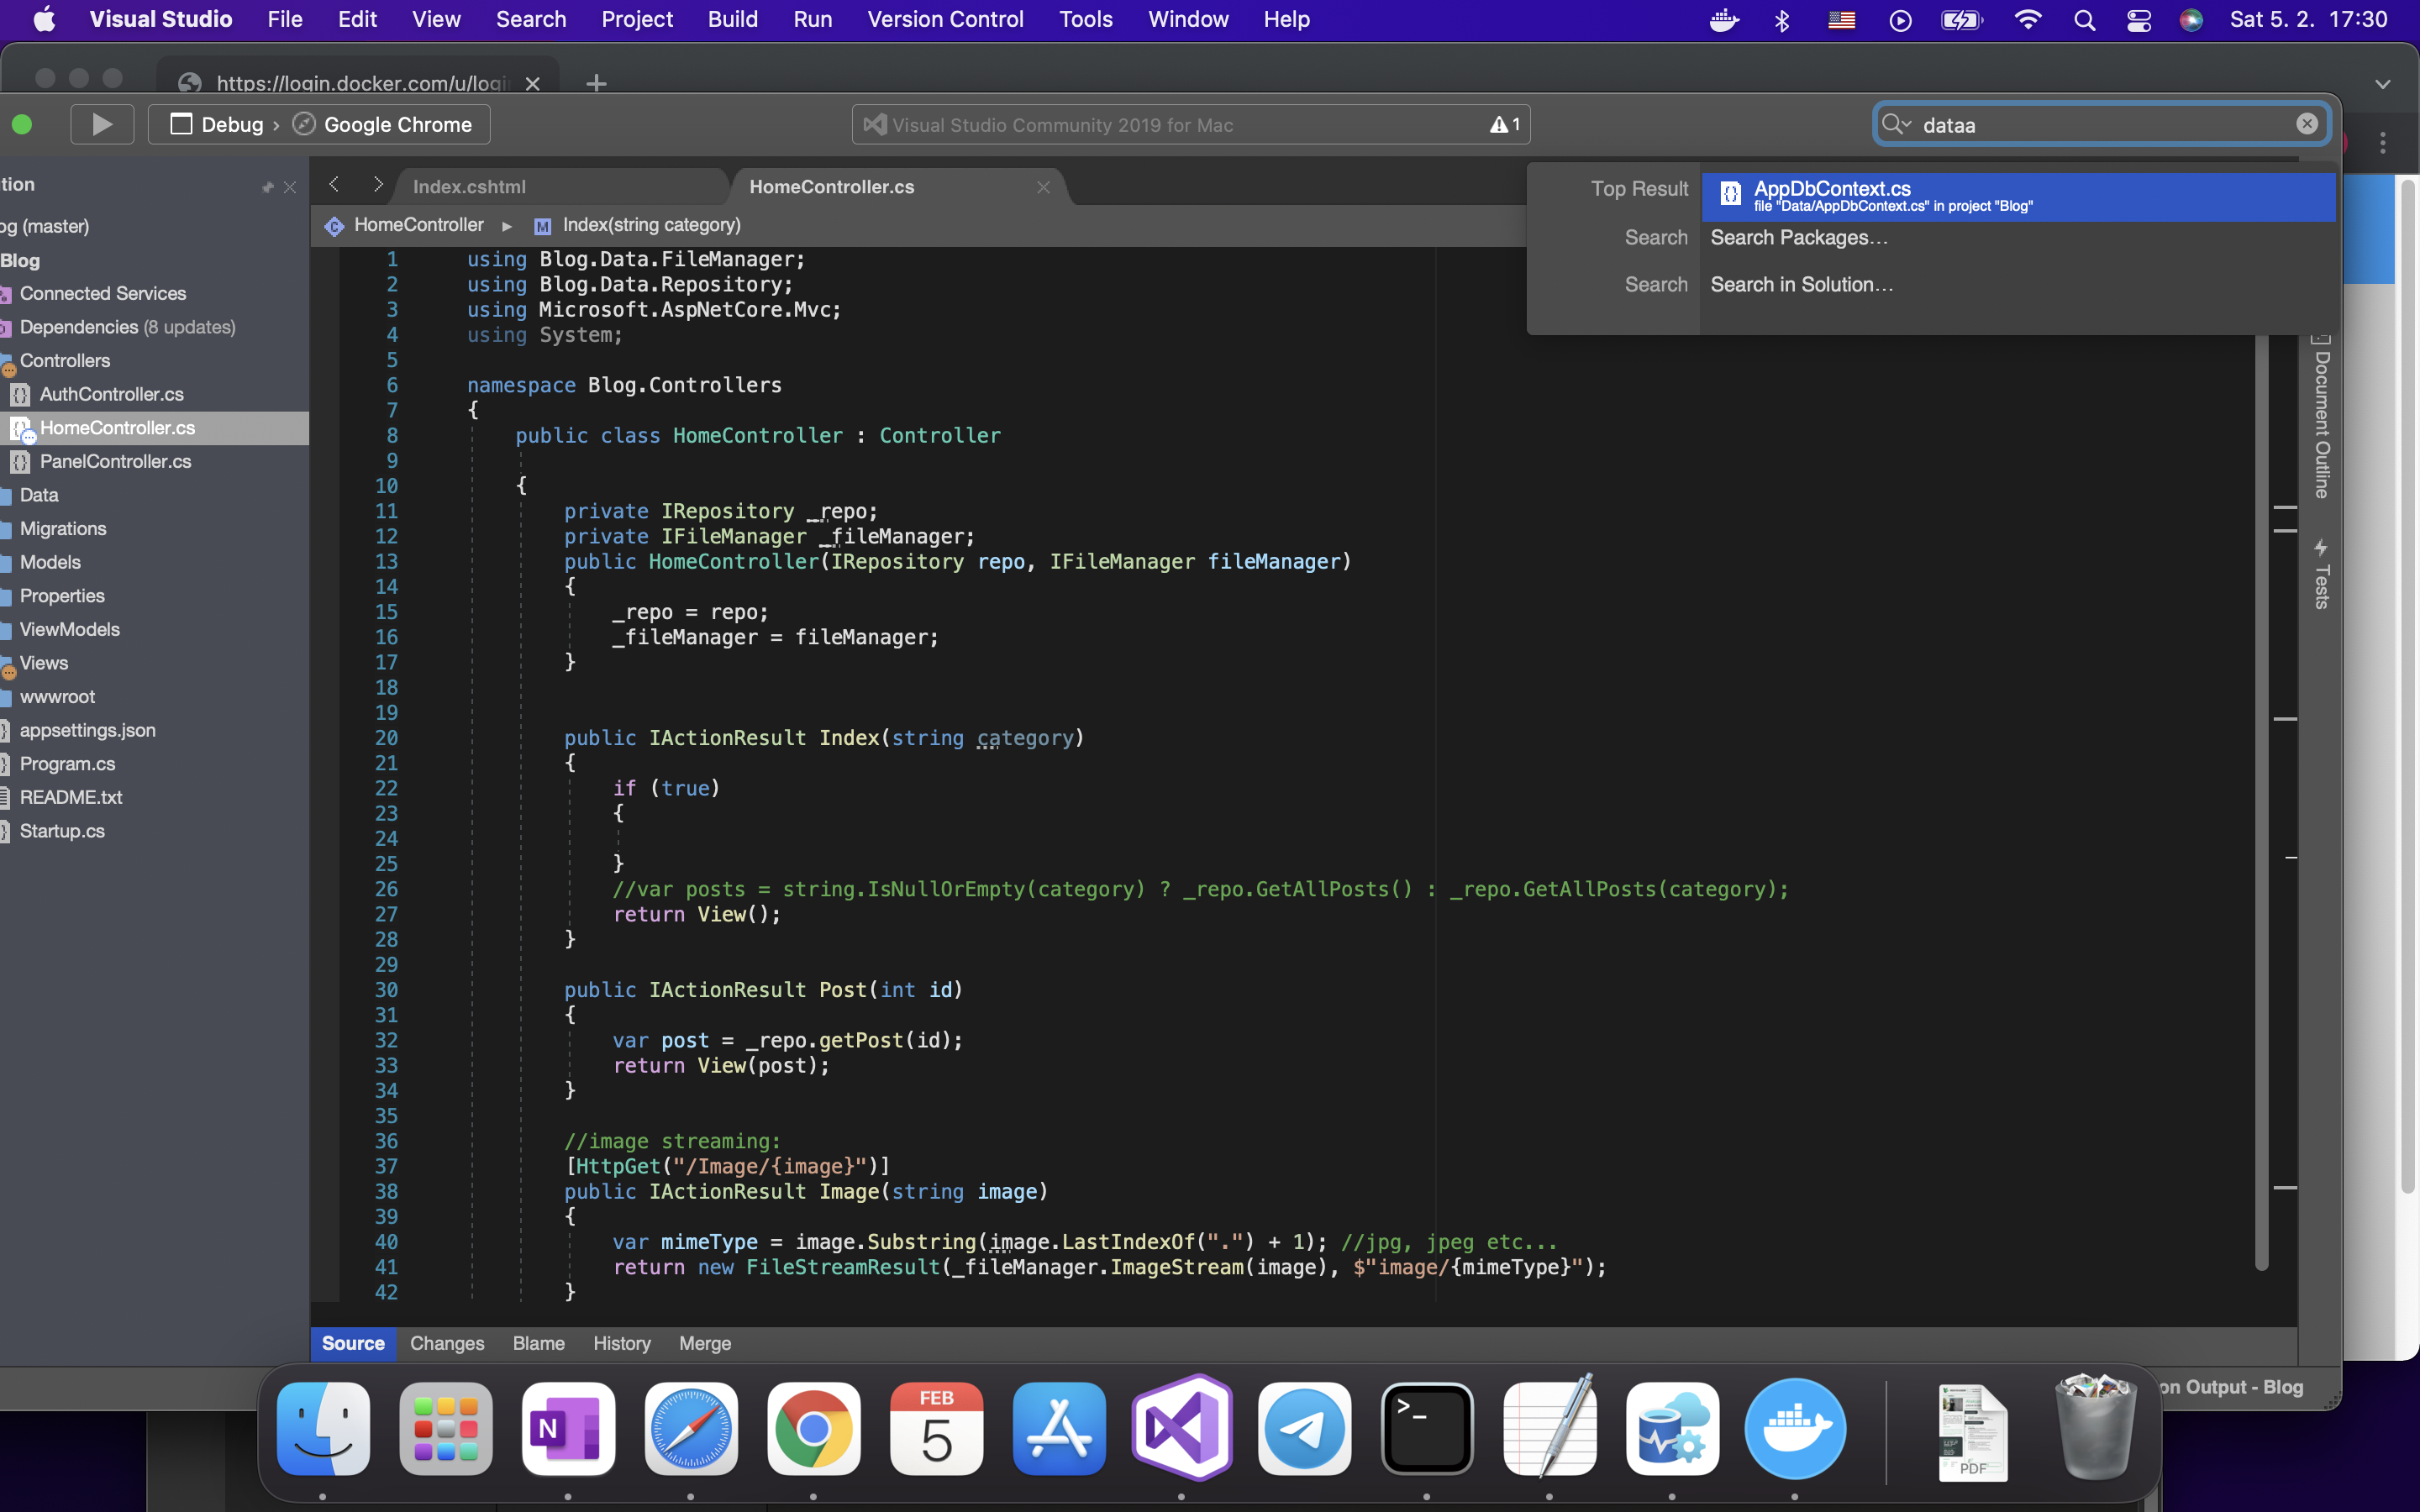 Visual Studio File Edit View Search Project Build Run Version Control Tools Window Help Sat 5. 2. 17:30
https://login.docker.com/u/logi
Debug › Google Chrome
Visual Studio Community 2019 for Mac 1
dataa
Top Result AppDbContext.cs
file "Data/AppDbContext.cs" in project "Blog"
Search Search Packages…
Search Search in Solution…
tion
og (master)
Blog
Connected Services
Dependencies (8 updates)
Controllers
AuthController.cs
HomeController.cs
PanelController.cs
Data
Migrations
Models
Properties
ViewModels
Views
wwwroot
appsettings.json
Program.cs
README.txt
Startup.cs
Index.cshtml HomeController.cs
HomeController M Index(string category)
1 using Blog.Data.FileManager;
2 using Blog.Data.Repository;
3 using Microsoft.AspNetCore.Mvc;
4 using System;
5
6 namespace Blog.Controllers
7 {
8 public class HomeController : Controller
9
10 {
11 private IRepository _repo;
12 private IFileManager _fileManager;
13 public HomeController(IRepository repo, IFileManager fileManager)
14 {
15 _repo = repo;
16 _fileManager = fileManager;
17 }
18
19
20 public IActionResult Index(string category)
21 {
22 if (true)
23 {
24
25 }
26 //var posts = string.IsNullOrEmpty(category) ? _repo.GetAllPosts() : _repo.GetAllPosts(category);
27 return View();
28 }
29
30 public IActionResult Post(int id)
31 {
32 var post = _repo.getPost(id);
33 return View(post);
34 }
35
36 //image streaming:
37 [HttpGet("/Image/{image}")]
38 public IActionResult Image(string image)
39 {
40 var mimeType = image.Substring(image.LastIndexOf(".") + 1); //jpg, jpeg etc...
41 return new FileStreamResult(_fileManager.ImageStream(image), $"image/{mimeType}");
42 }
Document Outline
Tests
Source Changes Blame History Merge
on Output - Blog
N
FEB
5
>_
PDF